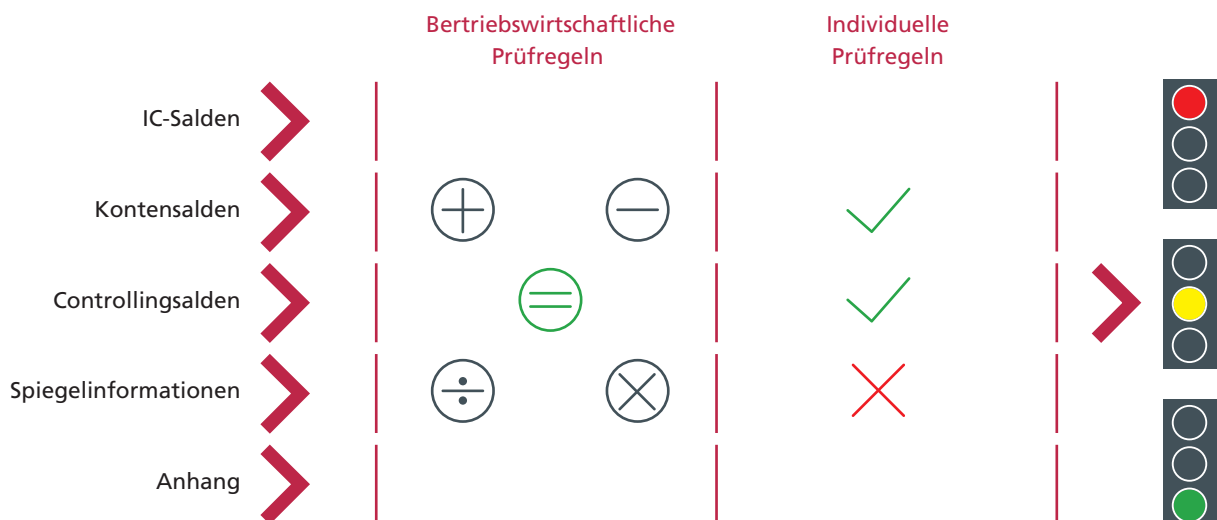 Bertriebswirtschaftliche
Prüfregeln
Individuelle
Prüfregeln
IC-Salden
Kontensalden
Controllingsalden
Spiegelinformationen
Anhang